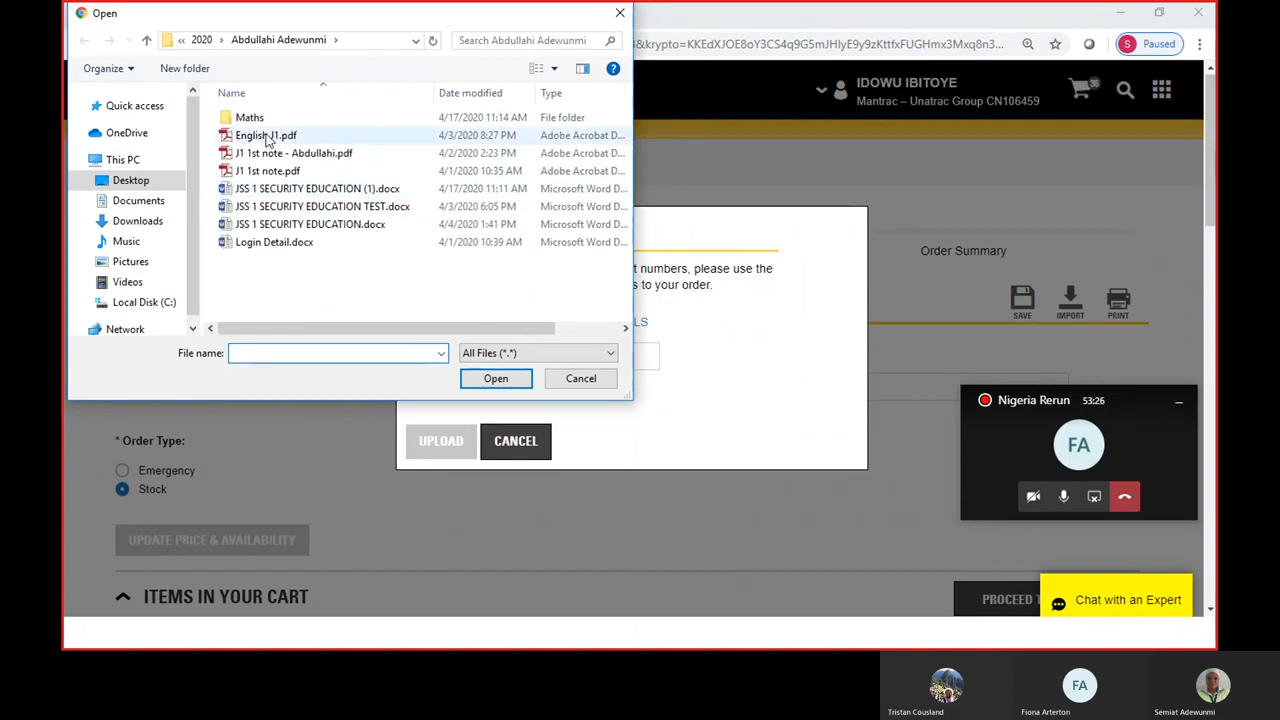 Open
2020 Abdullahi Adewunmi
Search Abdullahi Adewunmi
Organize
New folder
Name Date modified Type
Quick access
OneDrive
This PC
Desktop
Documents
Downloads
Music
Pictures
Videos
Local Disk (C:)
Network
Maths 4/17/2020 11:14 AM File folder
English J1.pdf 4/3/2020 8:27 PM Adobe Acrobat D...
J1 1st note - Abdullahi.pdf 4/2/2020 2:23 PM Adobe Acrobat D...
J1 1st note.pdf 4/1/2020 10:35 AM Adobe Acrobat D...
JSS 1 SECURITY EDUCATION (1).docx 4/17/2020 11:11 AM Microsoft Word D...
JSS 1 SECURITY EDUCATION TEST.docx 4/3/2020 6:05 PM Microsoft Word D...
JSS 1 SECURITY EDUCATION.docx 4/4/2020 1:41 PM Microsoft Word D...
Login Detail.docx 4/1/2020 10:39 AM Microsoft Word D...
File name:
All Files (*.*)
Open Cancel
S Paused
IDOWU IBITOYE
Mantrac - Unatrac Group CN106459
Order Summary
SAVE IMPORT PRINT
t numbers, please use the
s to your order.
LS
UPLOAD CANCEL
* Order Type:
Emergency
Stock
UPDATE PRICE & AVAILABILITY
ITEMS IN YOUR CART
PROCEED T
Chat with an Expert
Nigeria Rerun 53:26
FA
FA
Tristan Cousland
Fiona Arterton
Semiat Adewunmi